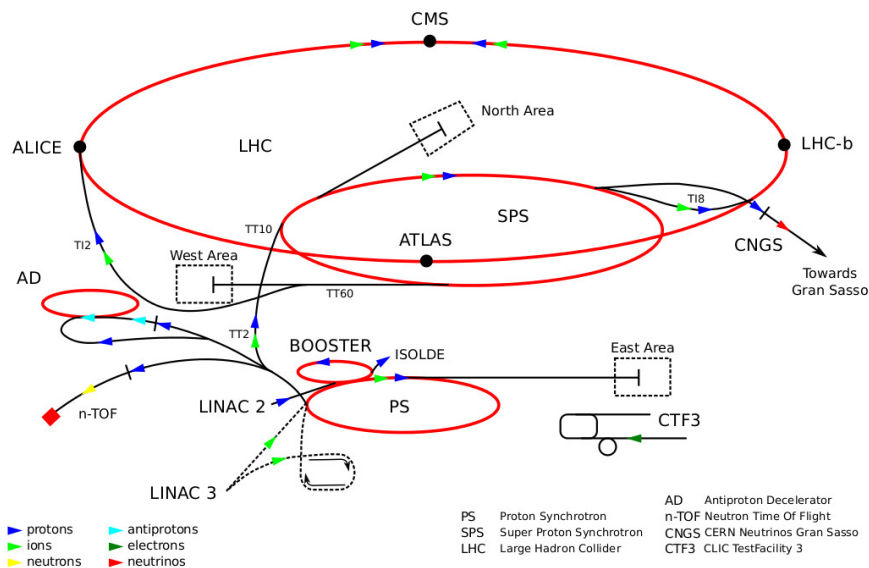 CMS
North Area
ALICE
LHC
LHC-b
TT10
SPS
TI8
TI2
West Area
ATLAS
CNGS
AD
TT60
Towards
Gran Sasso
TT2
BOOSTER
ISOLDE
East Area
LINAC 2
PS
n-TOF
CTF3
LINAC 3
protons
ions
neutrons
antiprotons
electrons
neutrinos
PS Proton Synchrotron
SPS Super Proton Synchrotron
LHC Large Hadron Collider
AD Antiproton Decelerator
n-TOF Neutron Time Of Flight
CNGS CERN Neutrinos Gran Sasso
CTF3 CLIC TestFacility 3